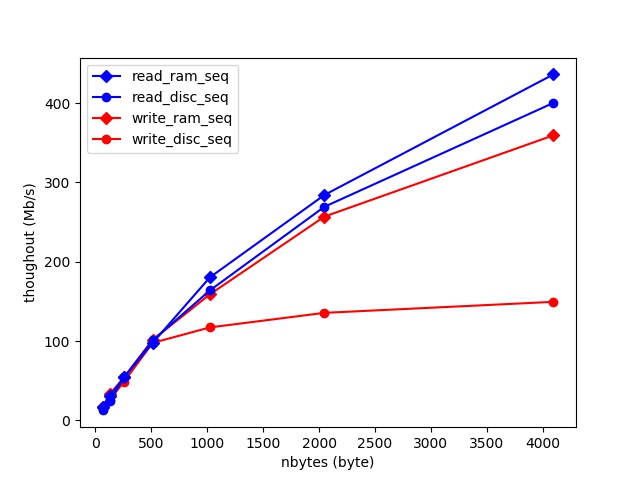 read_ram_seq
read_disc_seq
write_ram_seq
write_disc_seq
400
300
200
100
0
thoughout (Mb/s)
0 500 1000 1500 2000 2500 3000 3500 4000
nbytes (byte)